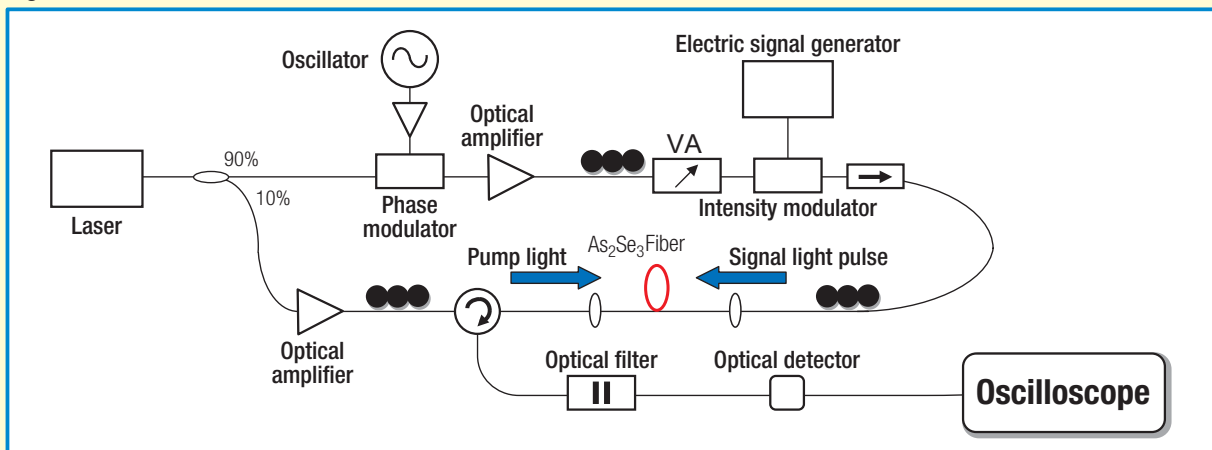 Oscillator
Electric signal generator
Optical
amplifier
VA
90%
10%
Laser
Phase
modulator
Intensity modulator
As₂Se₃Fiber
Pump light
Signal light pulse
Optical
amplifier
Optical filter
Optical detector
Oscilloscope